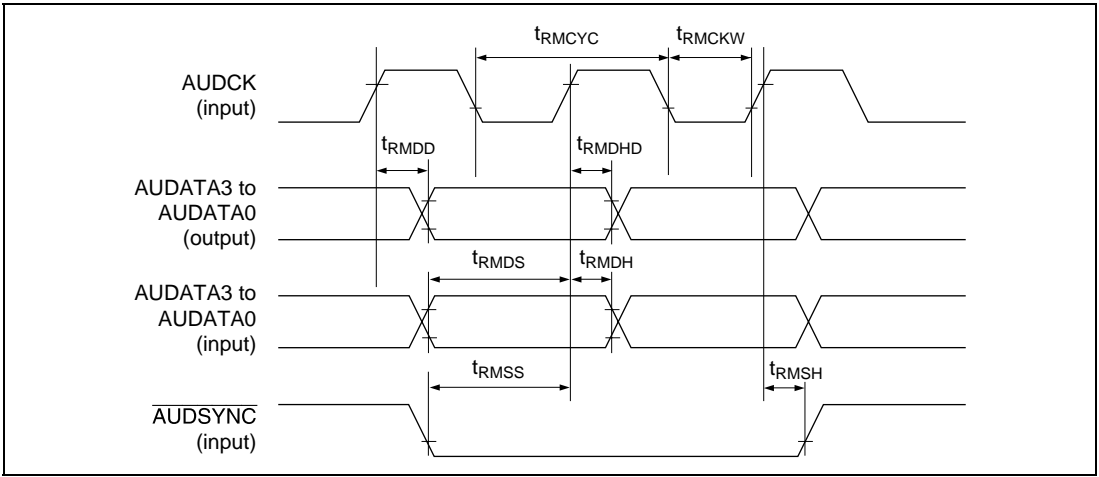 tRMCYC tRMCKW
AUDCK
(input)
tRMDD tRMDHD
AUDATA3 to
AUDATA0
(output)
tRMDS tRMDH
AUDATA3 to
AUDATA0
(input)
tRMSS tRMSH
AUDSYNC
(input)